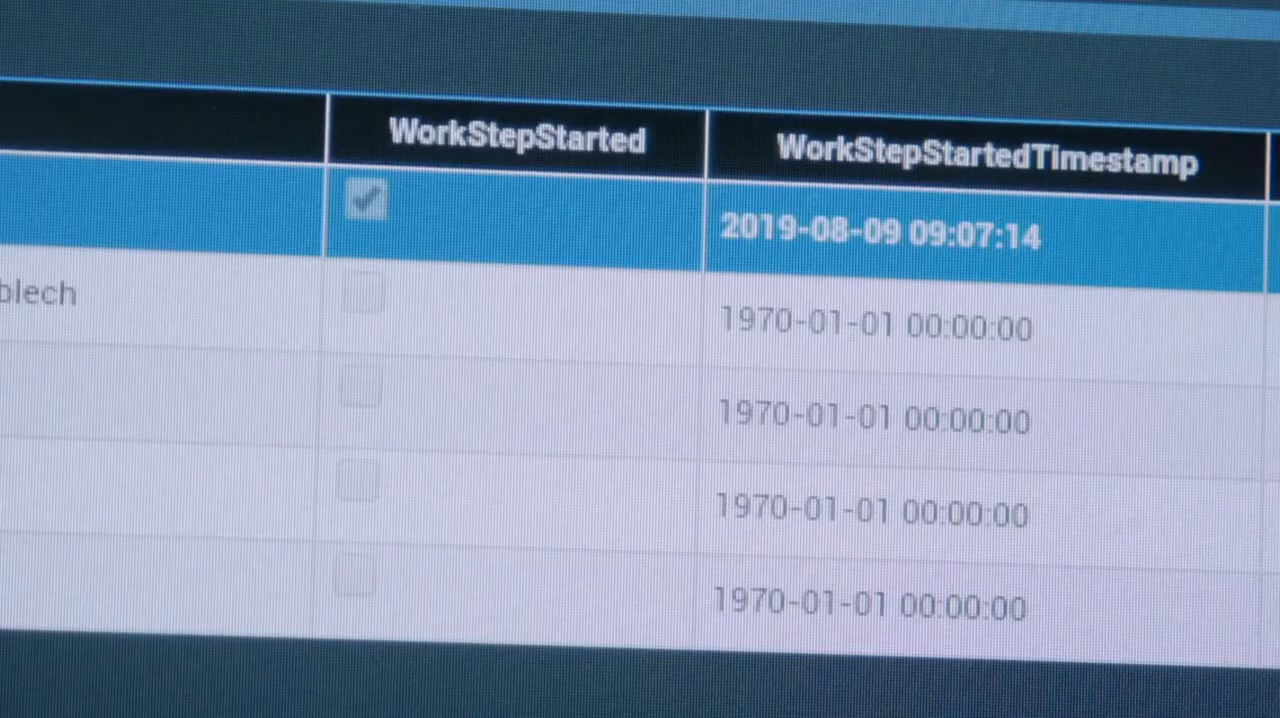 WorkStepStarted WorkStepStartedTimestamp
2019-08-09 09:07:14
blech 1970-01-01 00:00:00
1970-01-01 00:00:00
1970-01-01 00:00:00
1970-01-01 00:00:00